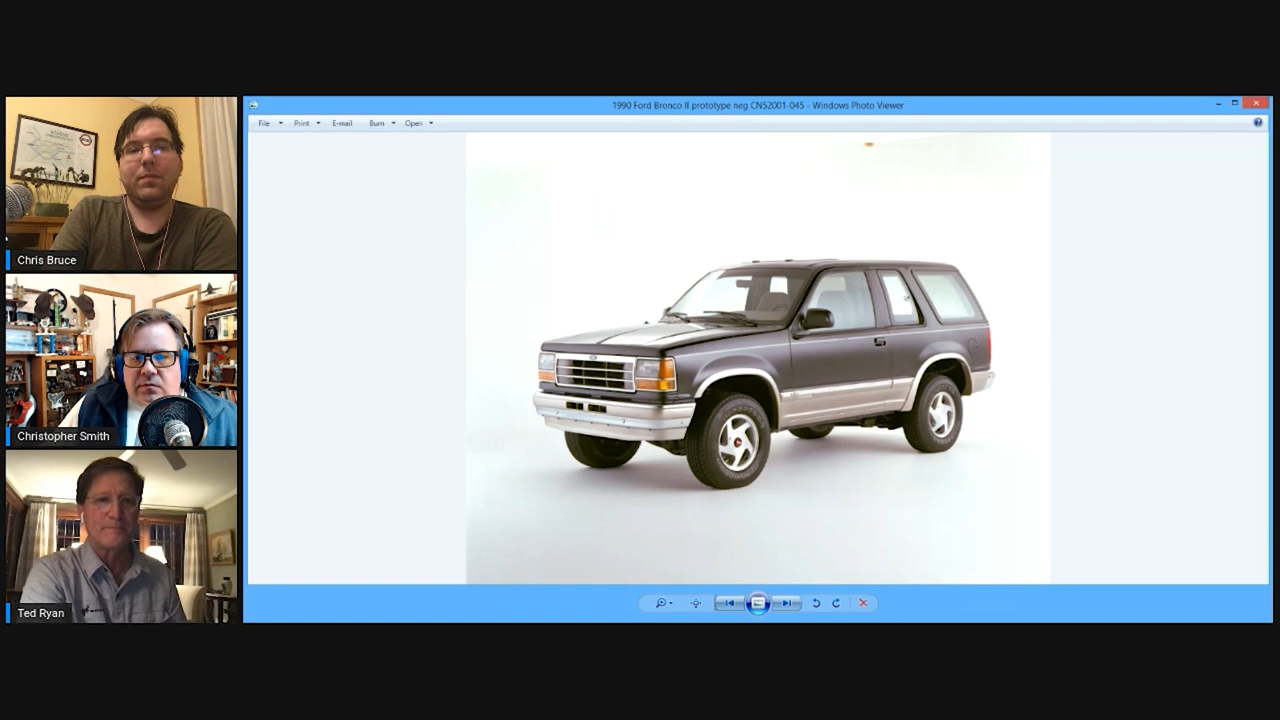 1990 Ford Bronco II prototype neg CN52001-045 - Windows Photo Viewer
File Print E-mail Burn Open
Chris Bruce
Christopher Smith
Ted Ryan